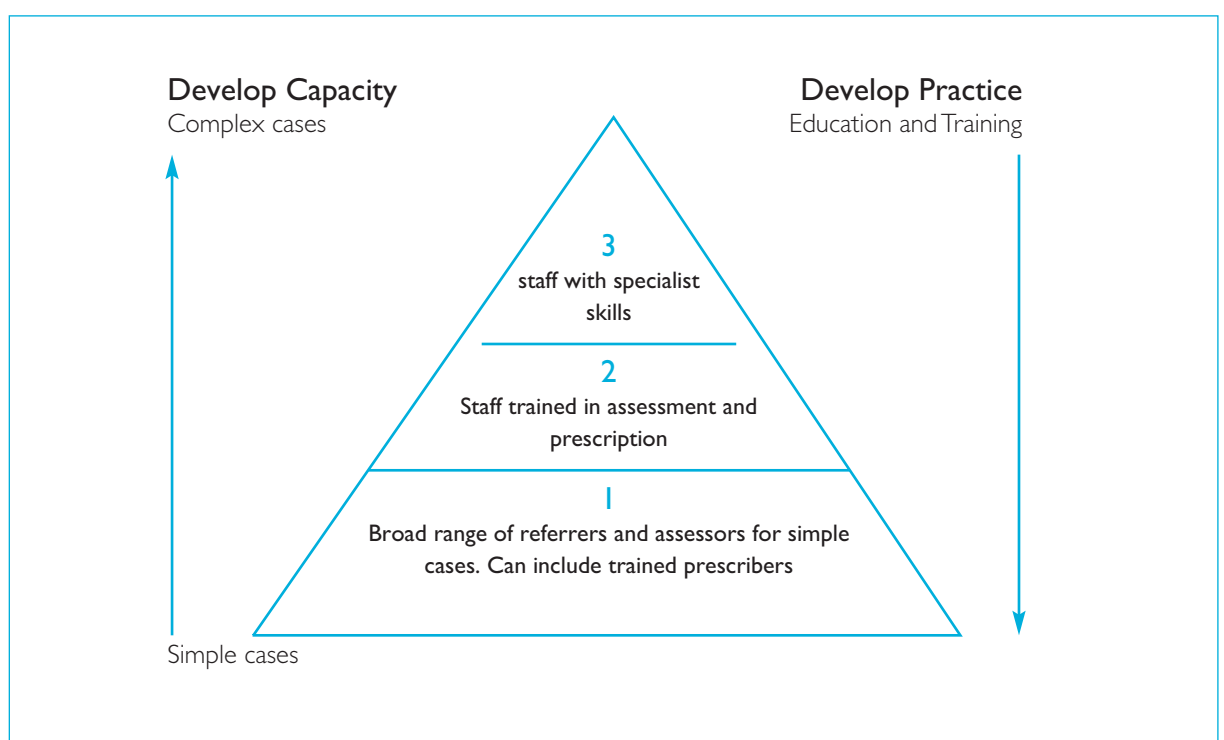 Develop Capacity
Complex cases
Develop Practice
Education and Training
3
staff with specialist
skills
2
Staff trained in assessment and
prescription
1
Broad range of referrers and assessors for simple
cases. Can include trained prescribers
Simple cases